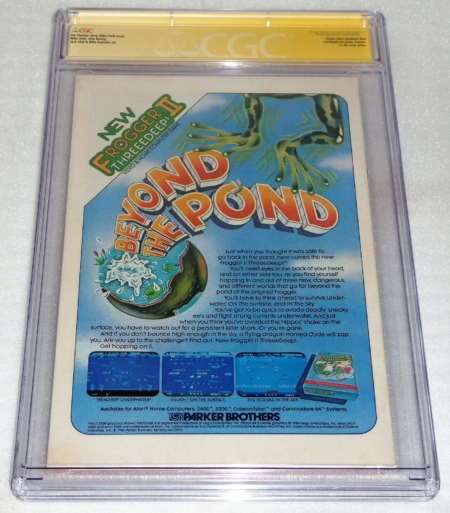 CGC
CGC
NEW
FROGGER II
THREEEDEEP!
BEYOND
THE POND
Just when you thought it was safe to
go back in the pond, here comes the new
Frogger II ThreeeDeep!™
You'll need eyes in the back of your head,
and on either side too, as you find yourself
hopping in and out of three new, dangerous,
and different worlds that go far beyond the
pond of the original Frogger.
You'll have to think ahead to survive Under-
water, On The Surface, and In the Sky.
You've got to be quick to evade deadly sneaky
eels and fight strong currents underwater. And just
when you think you've avoided the hippos' choke on the
surface, you have to watch out for a persistent killer shark. Or you're gone.
And if you don't bounce high enough in the sky, a flying dragon named Clyde will zap
you. Are you up to the challenge? Find out. New Frogger II ThreeeDeep!
Get hopping on it.
TREACHERY UNDERWATER.
VILLAINY ON THE SURFACE.
IN THE SKY.
Available for Atari® Home Computers, 2600™, 5200™, ColecoVision® and Commodore 64™ Systems.
PARKER BROTHERS